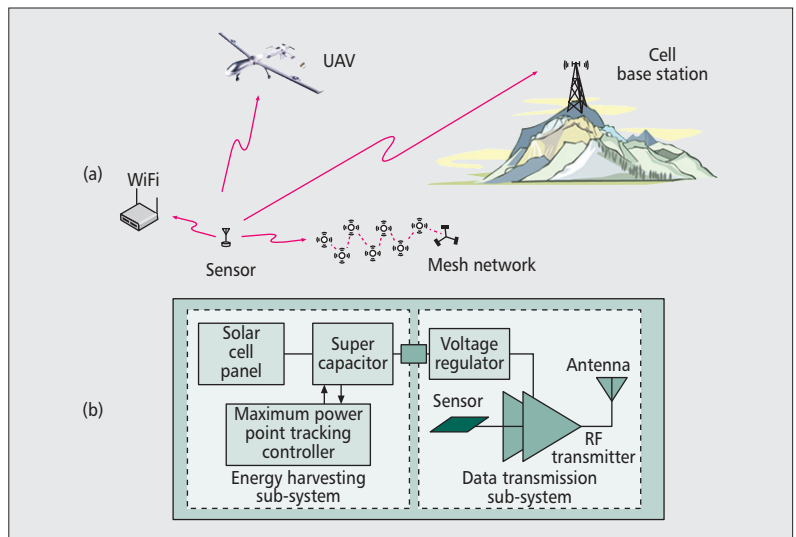 UAV
Cell
base station
(a)
WiFi
Sensor
Mesh network
Solar
cell
panel
Super
capacitor
Voltage
regulator
Antenna
Sensor
(b)
Maximum power
point tracking
controller
RF
transmitter
Energy harvesting
sub-system
Data transmission
sub-system